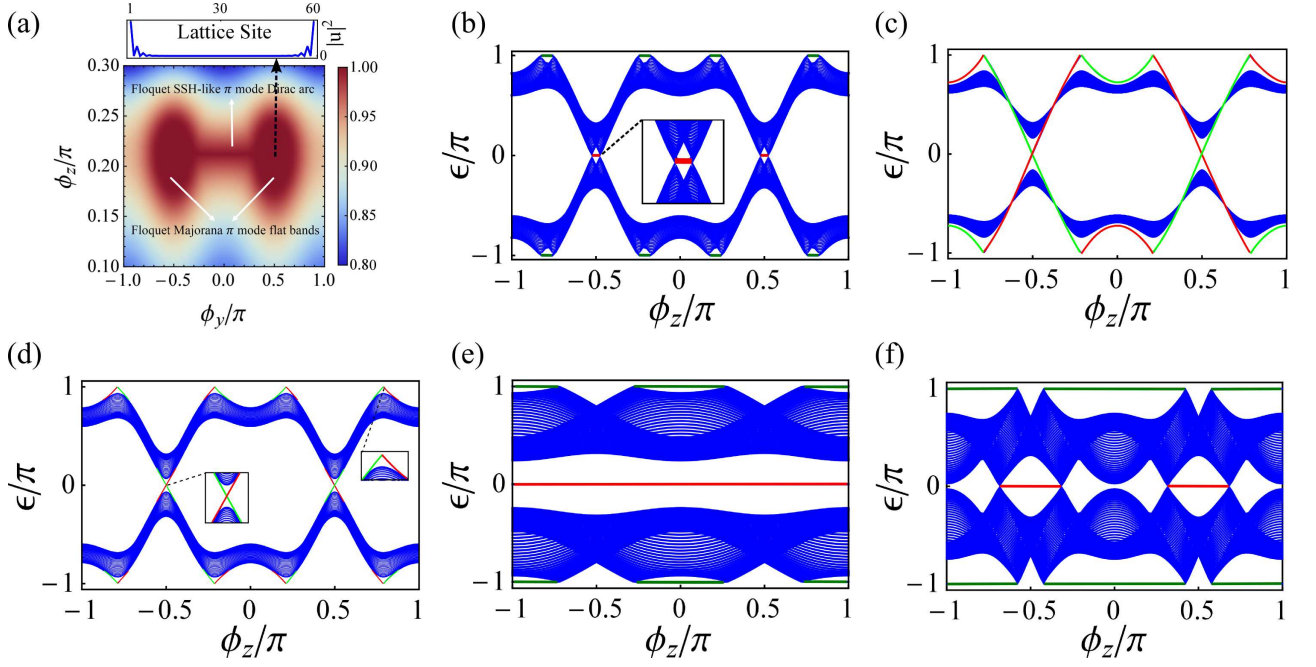 (a)
1 30 60
Lattice Site
|u|²
0
0.30
0.25
0.20
0.15
0.10
ϕz/π
Floquet SSH-like π mode Dirac arc
Floquet Majorana π mode flat bands
−1.0 −0.5 0.0 0.5 1.0
ϕy/π
1.00
0.95
0.90
0.85
0.80
(b)
1
0
−1
ϵ/π
−1 −0.5 0 0.5 1
ϕz/π
(c)
1
0
−1
ϵ/π
−1 −0.5 0 0.5 1
ϕz/π
(d)
1
0
−1
ϵ/π
−1 −0.5 0 0.5 1
ϕz/π
(e)
1
0
−1
ϵ/π
−1 −0.5 0 0.5 1
ϕz/π
(f)
1
0
−1
ϵ/π
−1 −0.5 0 0.5 1
ϕz/π